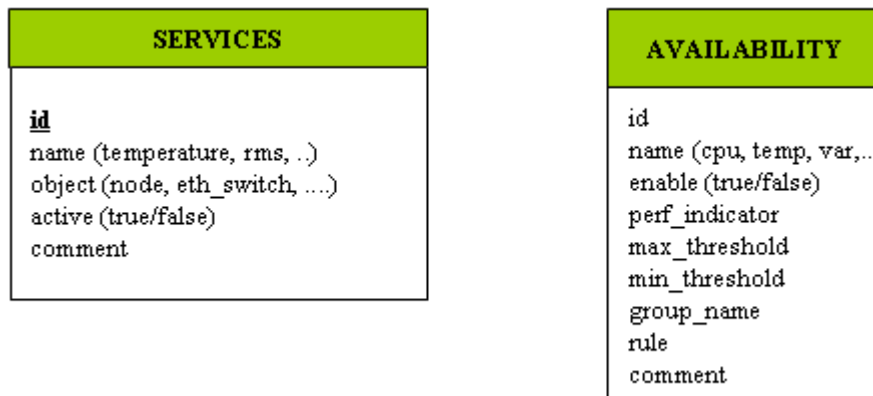 SERVICES
id
name (temperature, rms, ..)
object (node, eth_switch, ....)
active (true/false)
comment
AVAILABILITY
id
name (cpu, temp, var,..
enable (true/false)
perf_indicator
max_threshold
min_threshold
group_name
rule
comment